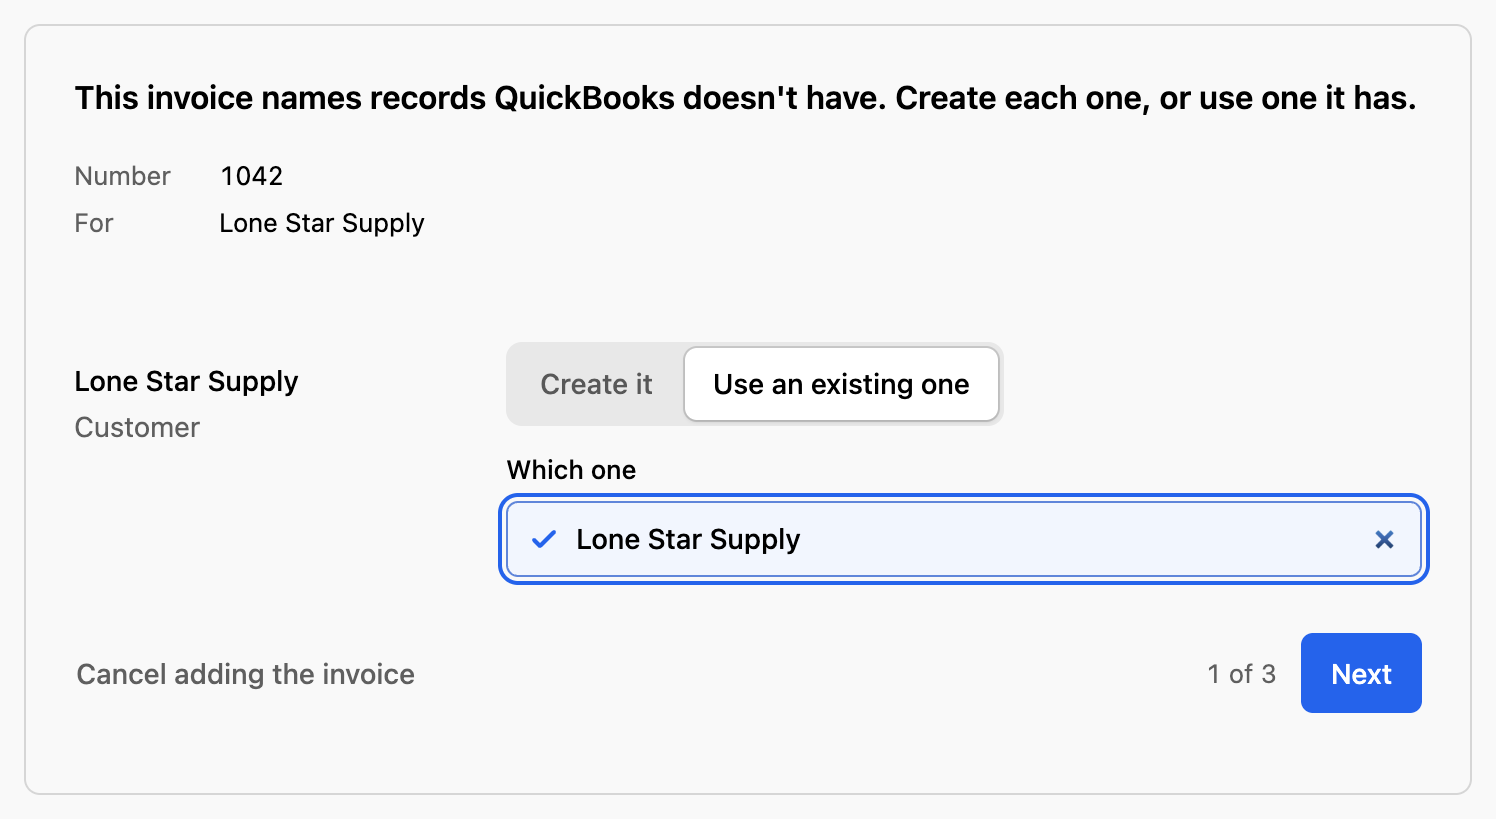 This invoice names records QuickBooks doesn't have. Create each one, or use one it has.
Number 1042
For Lone Star Supply
Lone Star Supply
Customer
Create it Use an existing one
Which one
Lone Star Supply
Cancel adding the invoice
1 of 3 Next